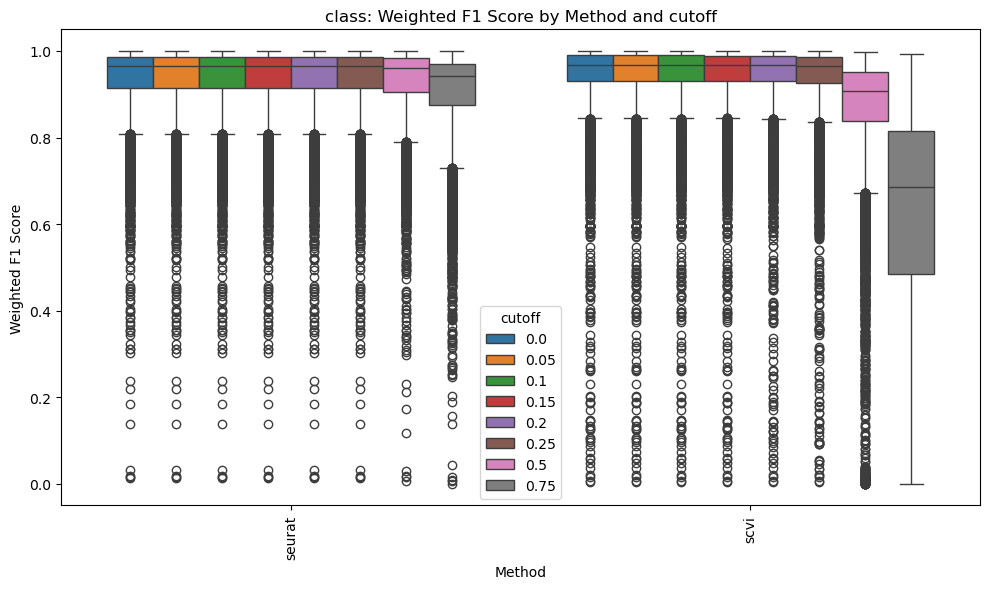 class: Weighted F1 Score by Method and cutoff
Weighted F1 Score
1.0
0.8
0.6
0.4
0.2
0.0
cutoff
0.0
0.05
0.1
0.15
0.2
0.25
0.5
0.75
seurat
scvi
Method